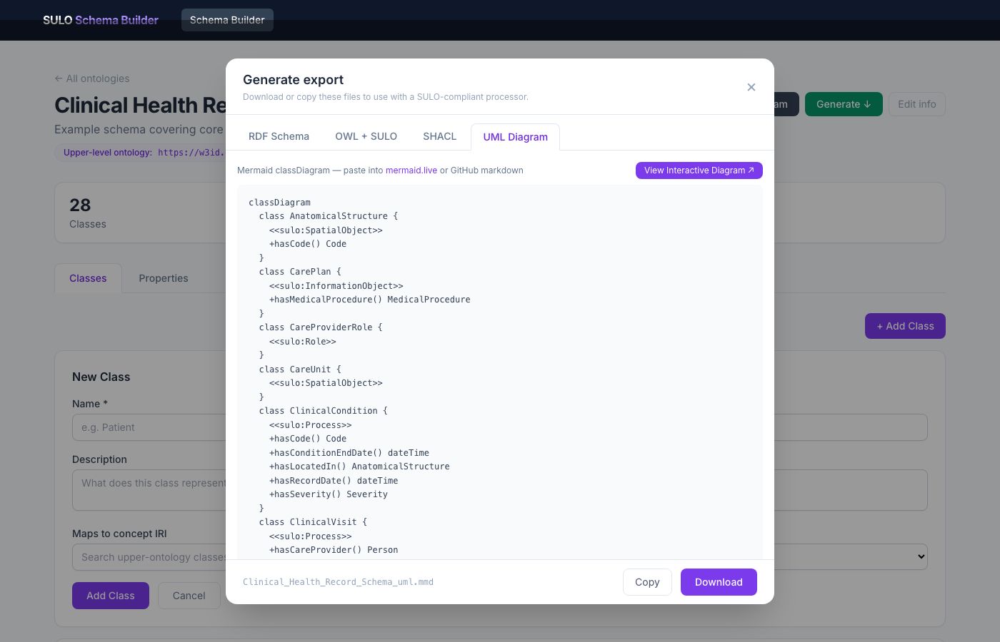 SULO Schema Builder
Schema Builder
← All ontologies
Clinical Health Re
Example schema covering core
Upper-level ontology: https://w3id.
am
Generate ↓
Edit info
28
Classes
Classes
Properties
+ Add Class
New Class
Name *
e.g. Patient
Description
What does this class represent
Maps to concept IRI
Search upper-ontology classes
Add Class
Cancel
Generate export
Download or copy these files to use with a SULO-compliant processor.
×
RDF Schema
OWL + SULO
SHACL
UML Diagram
Mermaid classDiagram — paste into mermaid.live or GitHub markdown
View Interactive Diagram ↗
classDiagram
  class AnatomicalStructure {
    <<sulo:SpatialObject>>
    +hasCode() Code
  }
  class CarePlan {
    <<sulo:InformationObject>>
    +hasMedicalProcedure() MedicalProcedure
  }
  class CareProviderRole {
    <<sulo:Role>>
  }
  class CareUnit {
    <<sulo:SpatialObject>>
  }
  class ClinicalCondition {
    <<sulo:Process>>
    +hasCode() Code
    +hasConditionEndDate() dateTime
    +hasLocatedIn() AnatomicalStructure
    +hasRecordDate() dateTime
    +hasSeverity() Severity
  }
  class ClinicalVisit {
    <<sulo:Process>>
    +hasCareProvider() Person
Clinical_Health_Record_Schema_uml.mmd
Copy
Download